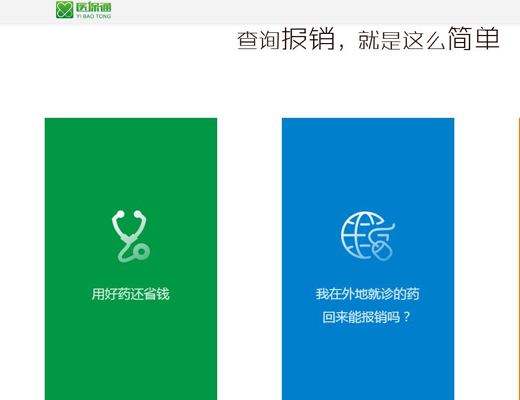 医保通
YI BAO TONG
查询报销，就是这么简单
用好药还省钱
我在外地就诊的药
回来能报销吗？